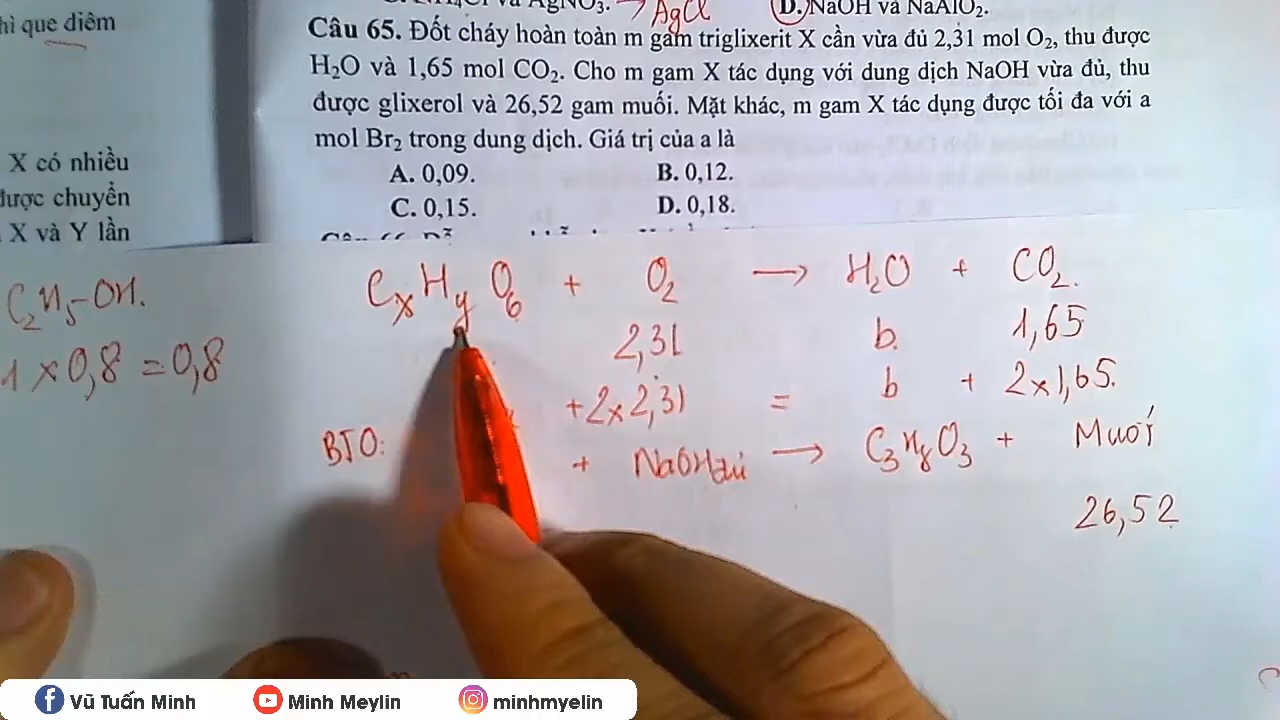 NH₄Cl và AgNO₃. → AgCl
D. NaOH và NaAlO₂.
hì que diêm
Câu 65. Đốt cháy hoàn toàn m gam triglixerit X cần vừa đủ 2,31 mol O₂, thu được
H₂O và 1,65 mol CO₂. Cho m gam X tác dụng với dung dịch NaOH vừa đủ, thu
được glixerol và 26,52 gam muối. Mặt khác, m gam X tác dụng được tối đa với a
mol Br₂ trong dung dịch. Giá trị của a là
A. 0,09.
B. 0,12.
C. 0,15.
D. 0,18.
X có nhiều
được chuyển
X và Y lần
C₂H₅-OH.
1 x 0,8 = 0,8
CₓHᵧO₆ + O₂ → H₂O + CO₂.
2,31 b. 1,65
+2x2,31 = b + 2x1,65.
BTO:
+ NaOH → C₃H₈O₃ + Muối
26,52
Vũ Tuấn Minh
Minh Meylin
minhmyelin